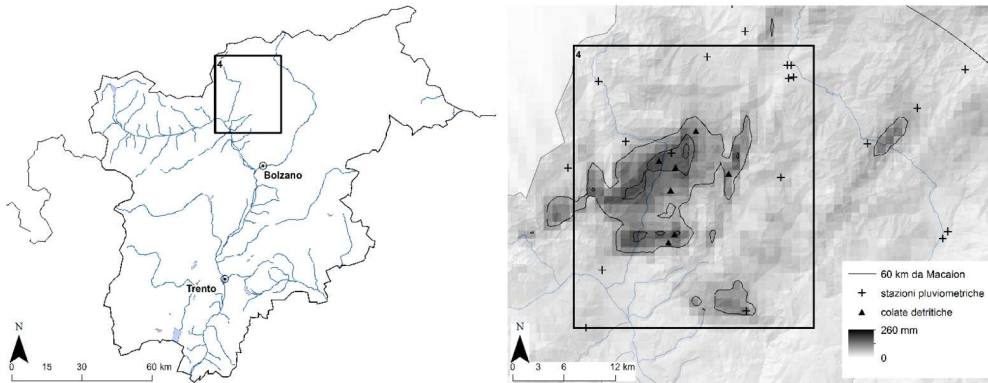 4
Bolzano
Trento
N
0 15 30 60 km
4
60 km da Macaion
stazioni pluviometriche
colate detritiche
260 mm
0
N
0 3 6 12 km